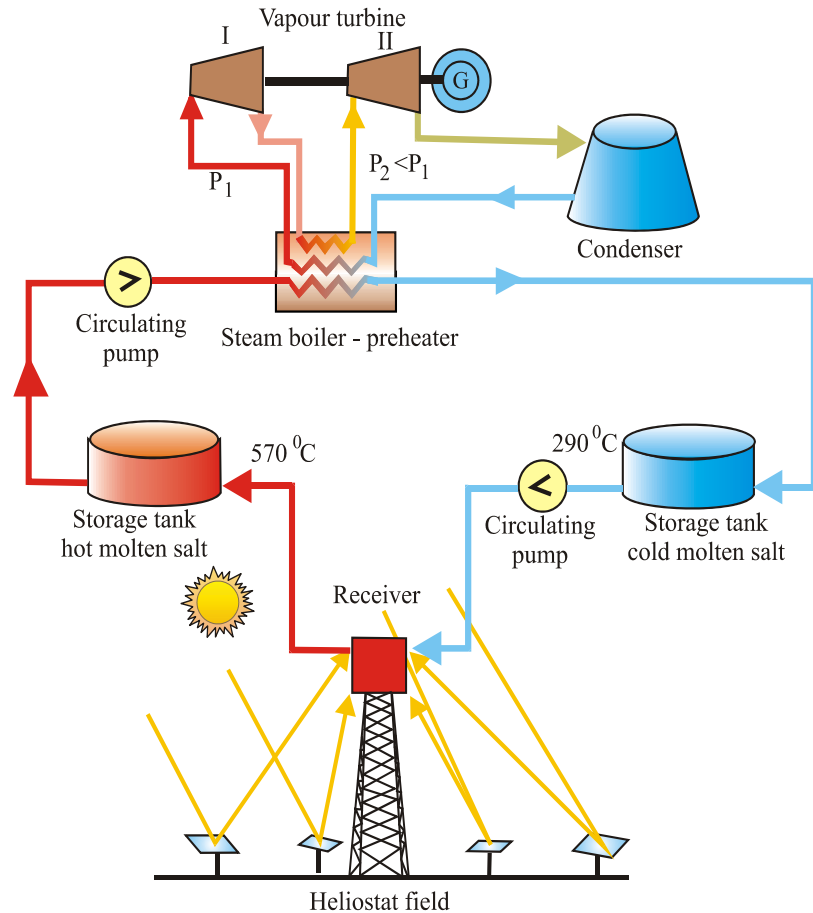 Vapour turbine
I
II
G
P1
P2 <P1
Condenser
>
Circulating
pump
Steam boiler - preheater
570 ⁰C
290 ⁰C
<
Storage tank
hot molten salt
Circulating
pump
Storage tank
cold molten salt
Receiver
Heliostat field